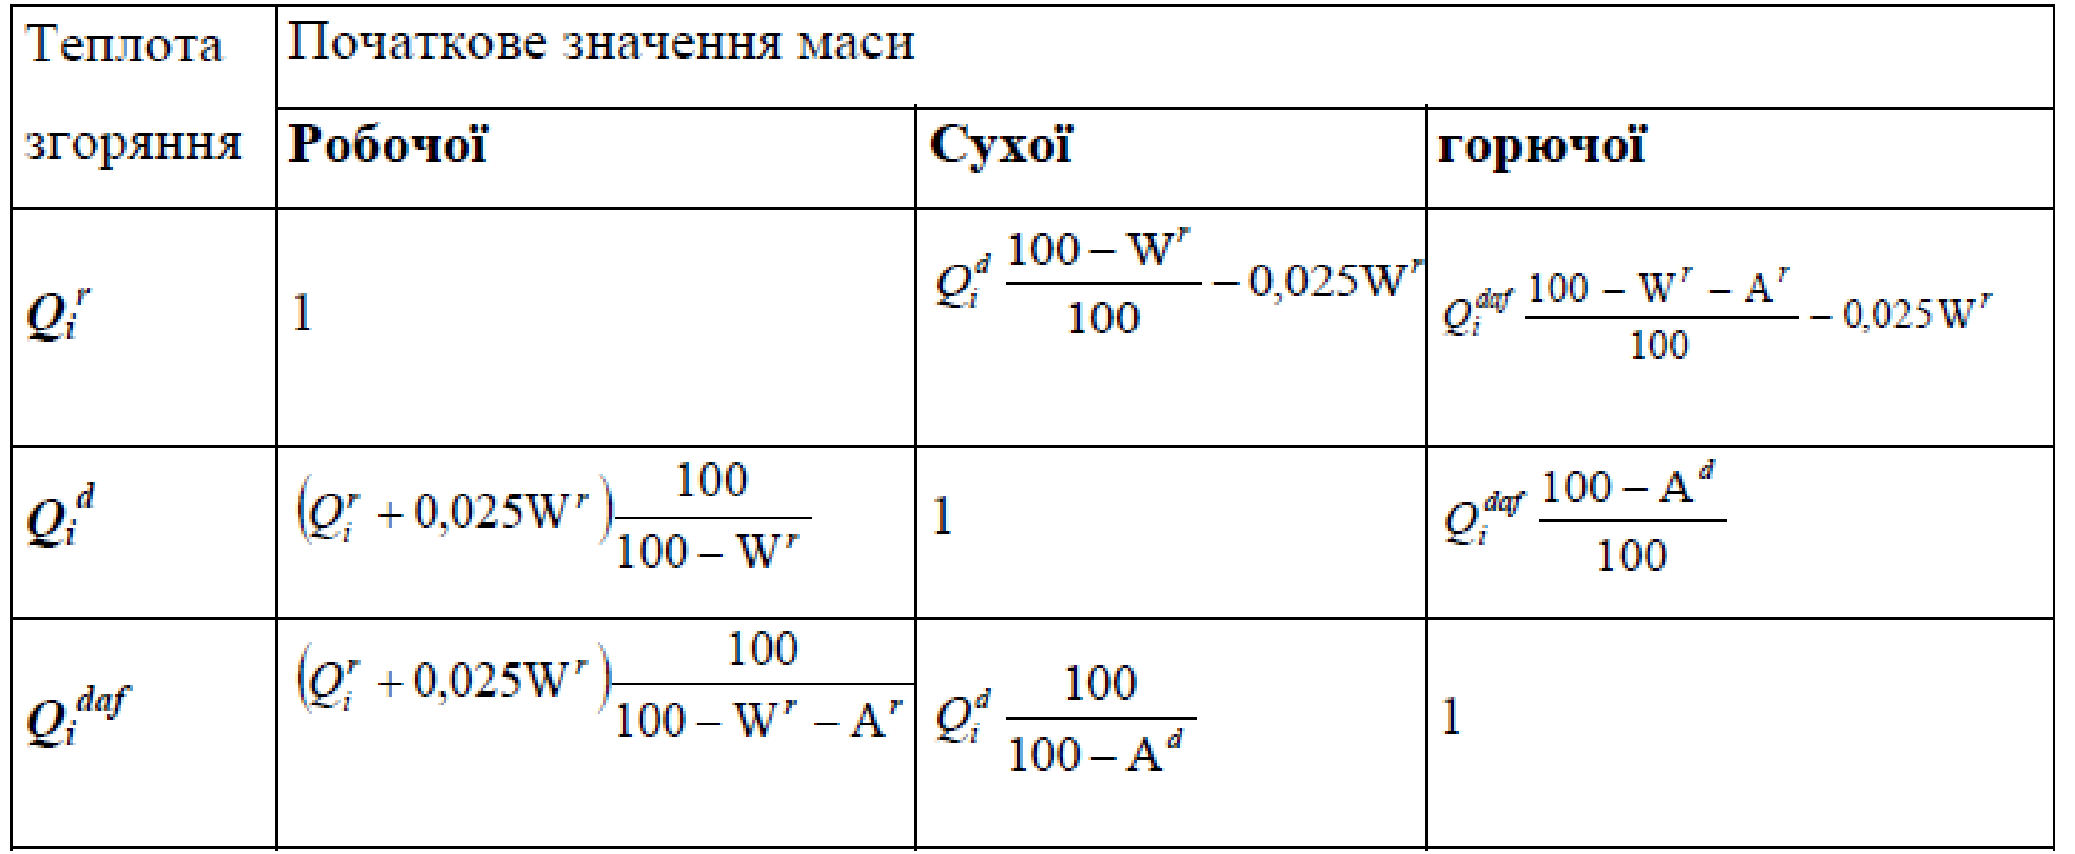 Теплота згоряння
Початкове значення маси
Робочої
Сухої
горючої
Q_i^r
1
Q_i^d (100 − W^r)/100 − 0,025W^r
Q_i^daf (100 − W^r − A^r)/100 − 0,025W^r
Q_i^d
(Q_i^r + 0,025W^r) 100/(100 − W^r)
1
Q_i^daf (100 − A^d)/100
Q_i^daf
(Q_i^r + 0,025W^r) 100/(100 − W^r − A^r)
Q_i^d 100/(100 − A^d)
1